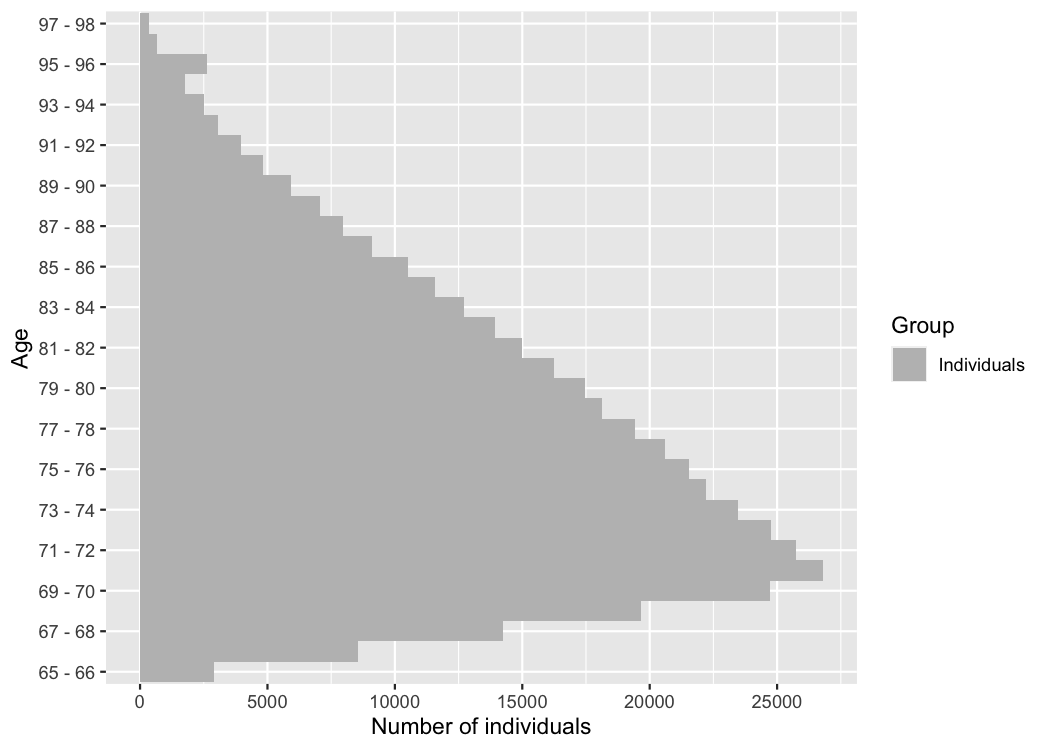 97 - 98
95 - 96
93 - 94
91 - 92
89 - 90
87 - 88
85 - 86
83 - 84
81 - 82
79 - 80
77 - 78
75 - 76
73 - 74
71 - 72
69 - 70
67 - 68
65 - 66
Age
0 5000 10000 15000 20000 25000
Number of individuals
Group
Individuals